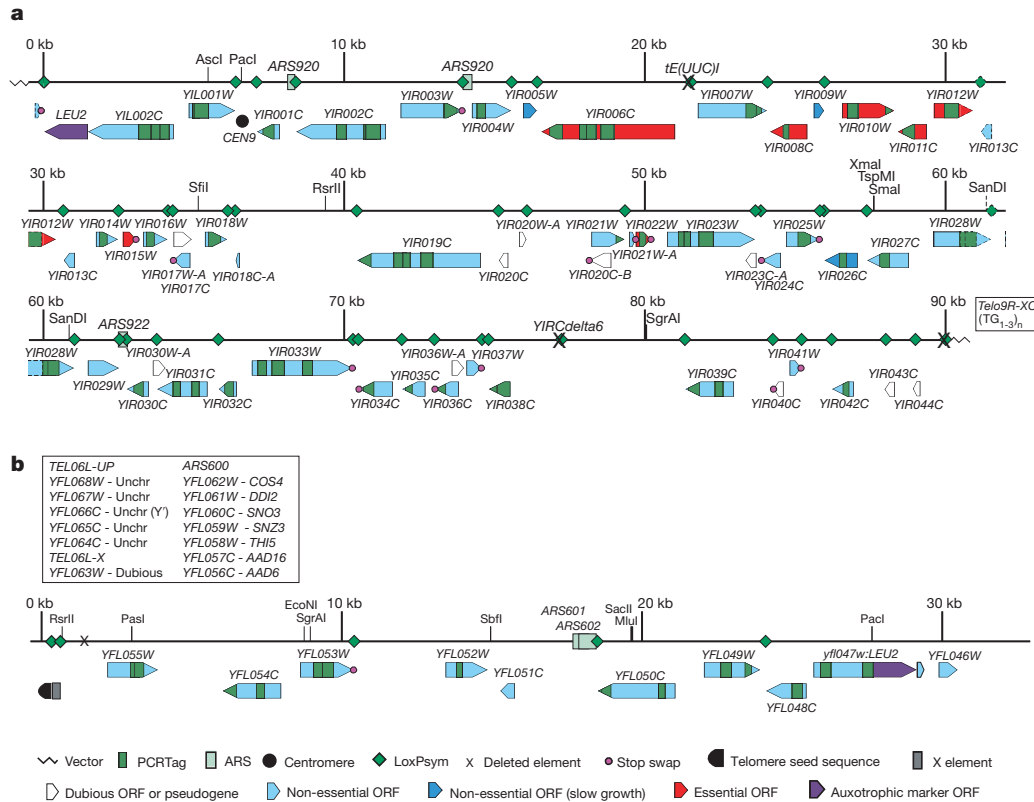 a
0 kb 10 kb 20 kb 30 kb
AscI PacI ARS920 ARS920 tE(UUC)I
YIL001W YIR003W YIR005W YIR007W YIR009W YIR012W
LEU2 YIL002C CEN9 YIR001C YIR002C YIR004W YIR006C YIR008C YIR010W YIR011C YIR013C
30 kb 40 kb 50 kb 60 kb
SfiI RsrII XmaI TspMI SmaI SanDI
YIR012W YIR014W YIR016W YIR018W YIR020W-A YIR021W YIR022W YIR023W YIR025W YIR028W
YIR013C YIR015W YIR017W-A YIR017C YIR018C-A YIR019C YIR020C YIR020C-B YIR021W-A YIR023C-A YIR024C YIR026C YIR027C
60 kb 70 kb 80 kb 90 kb
SanDI ARS922 YIRCdelta6 SgrAI Telo9R-XC
(TG1-3)n
YIR028W YIR030W-A YIR033W YIR036W-A YIR037W YIR041W
YIR029W YIR030C YIR031C YIR032C YIR034C YIR035C YIR036C YIR038C YIR039C YIR040C YIR042C YIR043C YIR044C
b
TEL06L-UP ARS600
YFL068W - Unchr YFL062W - COS4
YFL067W - Unchr YFL061W - DDI2
YFL066C - Unchr (Y') YFL060C - SNO3
YFL065C - Unchr YFL059W - SNZ3
YFL064C - Unchr YFL058W - THI5
TEL06L-X YFL057C - AAD16
YFL063W - Dubious YFL056C - AAD6
0 kb 10 kb 20 kb 30 kb
RsrII PasI EcoNI SgrAI SbfI ARS601 ARS602 SacII MluI PacI
X
YFL055W YFL053W YFL052W YFL049W yfl047w:LEU2 YFL046W
YFL054C YFL051C YFL050C YFL048C
Vector PCRTag ARS Centromere LoxPsym X Deleted element Stop swap Telomere seed sequence X element
Dubious ORF or pseudogene Non-essential ORF Non-essential ORF (slow growth) Essential ORF Auxotrophic marker ORF